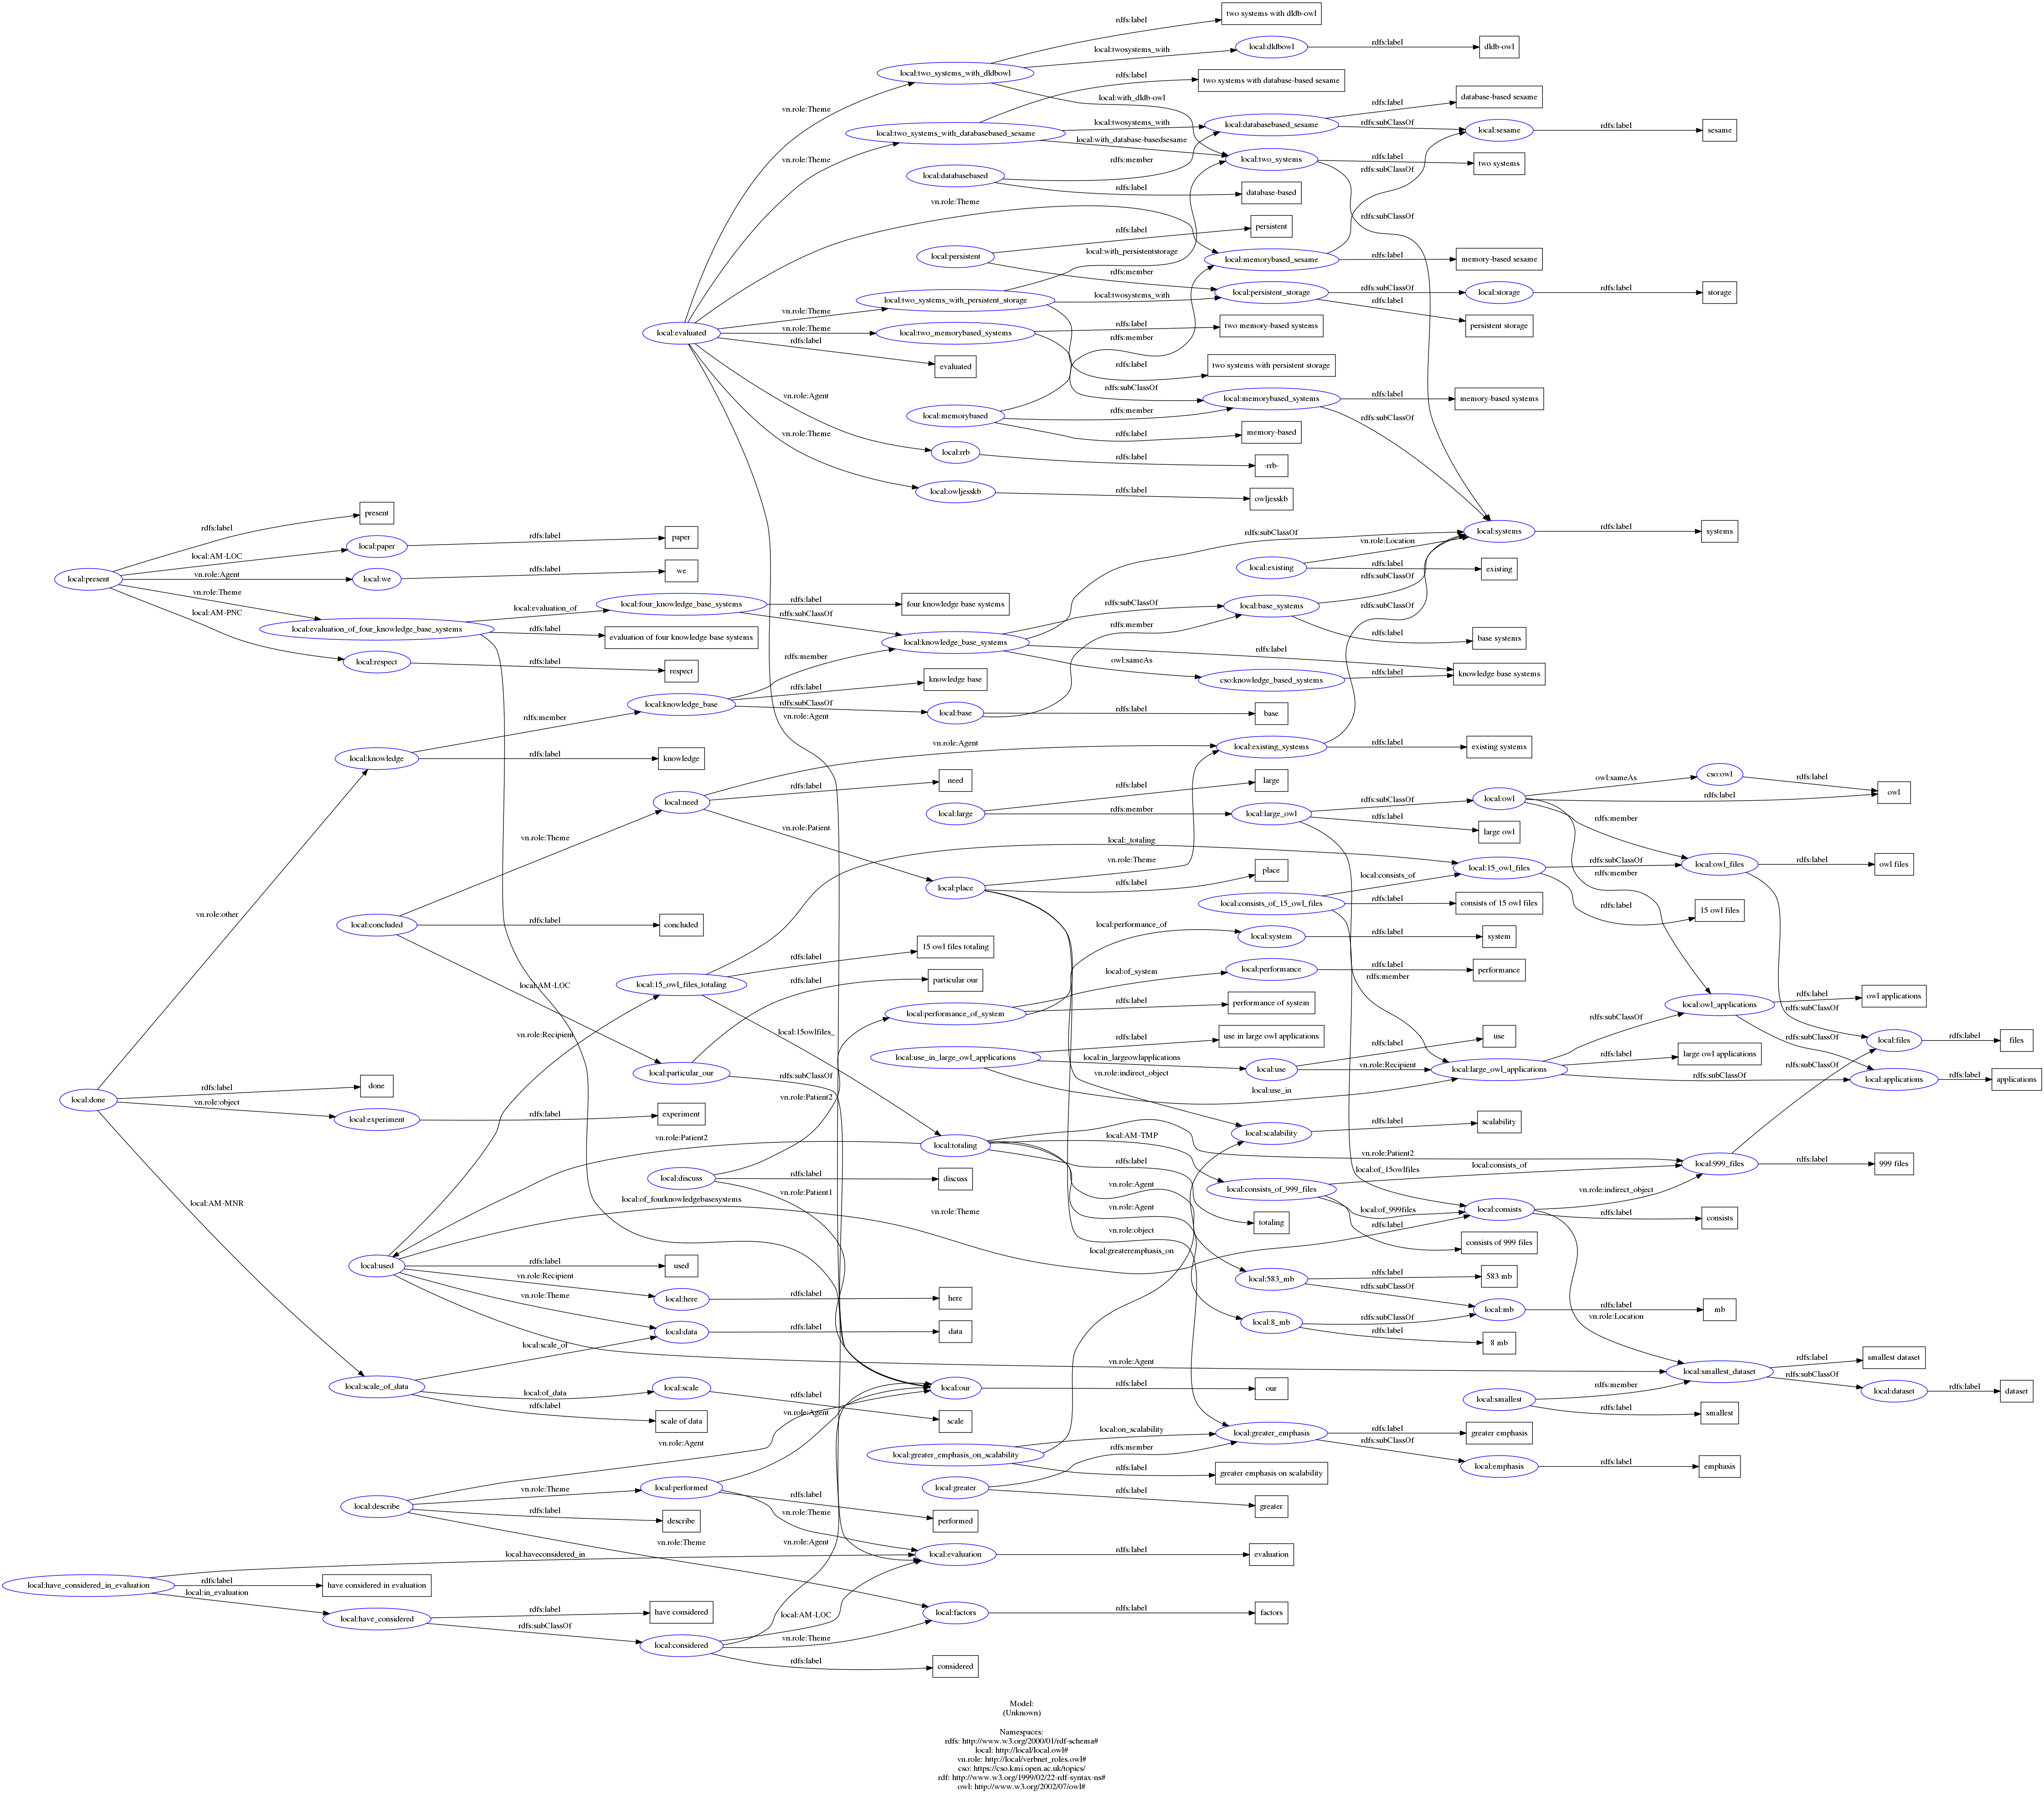 rdfs:label
two systems with dldb-owl
local:twosystems_with
local:dldbowl
rdfs:label
dldb-owl
local:two_systems_with_dldbowl
rdfs:label
two systems with database-based sesame
vn.role:Theme
local:with_dldb-owl
rdfs:label
database-based sesame
local:two_systems_with_databasebased_sesame
local:twosystems_with
local:databasebased_sesame
rdfs:subClassOf
local:sesame
rdfs:label
sesame
local:with_database-basedsesame
vn.role:Theme
rdfs:member
local:two_systems
rdfs:label
two systems
rdfs:subClassOf
local:databasebased
rdfs:label
database-based
vn.role:Theme
rdfs:subClassOf
rdfs:label
persistent
local:persistent
local:with_persistentstorage
local:memorybased_sesame
rdfs:label
memory-based sesame
rdfs:member
local:two_systems_with_persistent_storage
local:twosystems_with
local:persistent_storage
rdfs:subClassOf
local:storage
rdfs:label
storage
rdfs:label
persistent storage
vn.role:Theme
local:evaluated
vn.role:Theme
local:two_memorybased_systems
rdfs:label
two memory-based systems
rdfs:member
rdfs:label
evaluated
rdfs:label
two systems with persistent storage
rdfs:subClassOf
vn.role:Agent
local:memorybased_systems
rdfs:label
memory-based systems
local:memorybased
rdfs:member
rdfs:subClassOf
rdfs:label
memory-based
vn.role:Theme
local:rrb
rdfs:label
-rrb-
local:owljesskb
rdfs:label
owljesskb
rdfs:label
present
local:AM-LOC
local:paper
rdfs:label
paper
rdfs:subClassOf
local:systems
rdfs:label
systems
vn.role:Location
local:present
vn.role:Agent
local:we
rdfs:label
we
local:existing
rdfs:label
existing
rdfs:subClassOf
vn.role:Theme
local:AM-PNC
local:evaluation_of
local:four_knowledge_base_systems
rdfs:label
four knowledge base systems
rdfs:subClassOf
rdfs:subClassOf
local:base_systems
rdfs:subClassOf
local:evaluation_of_four_knowledge_base_systems
rdfs:label
evaluation of four knowledge base systems
rdfs:member
rdfs:label
base systems
local:knowledge_base_systems
rdfs:label
local:respect
rdfs:label
respect
rdfs:member
owl:sameAs
cso:knowledge_based_systems
rdfs:label
knowledge base systems
rdfs:label
knowledge base
local:knowledge_base
rdfs:subClassOf
local:base
rdfs:label
base
rdfs:member
vn.role:Agent
local:knowledge
rdfs:label
knowledge
vn.role:Agent
local:existing_systems
rdfs:label
existing systems
local:need
rdfs:label
need
rdfs:label
large
owl:sameAs
cso:owl
rdfs:label
owl
local:large
rdfs:member
local:large_owl
rdfs:subClassOf
local:owl
rdfs:label
rdfs:label
large owl
rdfs:member
vn.role:Theme
vn.role:Patient
local:_totaling
vn.role:Theme
local:place
rdfs:label
place
local:15_owl_files
rdfs:subClassOf
rdfs:member
local:owl_files
rdfs:label
owl files
local:consists_of
local:consists_of_15_owl_files
rdfs:label
consists of 15 owl files
rdfs:label
15 owl files
vn.role:other
local:concluded
rdfs:label
concluded
local:performance_of
local:system
rdfs:label
system
rdfs:label
15 owl files totaling
local:15_owl_files_totaling
rdfs:label
particular our
local:AM-LOC
local:of_system
local:performance
rdfs:label
performance
rdfs:member
local:performance_of_system
rdfs:label
performance of system
local:owl_applications
rdfs:label
owl applications
rdfs:subClassOf
rdfs:subClassOf
vn.role:Recipient
local:15owlfiles_
rdfs:label
use in large owl applications
rdfs:label
use
rdfs:subClassOf
local:files
rdfs:label
files
local:use_in_large_owl_applications
local:in_largeowlapplications
local:use
vn.role:Recipient
local:large_owl_applications
rdfs:label
large owl applications
rdfs:subClassOf
local:particular_our
rdfs:subClassOf
vn.role:indirect_object
local:use_in
rdfs:subClassOf
local:applications
rdfs:label
applications
local:done
rdfs:label
done
vn.role:object
local:experiment
rdfs:label
experiment
vn.role:Patient2
local:scalability
rdfs:label
scalability
vn.role:Patient2
local:totaling
local:AM-TMP
vn.role:Patient2
rdfs:label
local:of_15owlfiles
local:consists_of
local:999_files
rdfs:label
999 files
local:discuss
rdfs:label
discuss
vn.role:Agent
local:consists_of_999_files
vn.role:indirect_object
local:of_fourknowledgebasesystems
vn.role:Patient1
local:AM-MNR
vn.role:Theme
vn.role:Agent
local:of_999files
local:consists
rdfs:label
consists
totaling
rdfs:label
vn.role:object
consists of 999 files
local:greateremphasis_on
local:used
rdfs:label
used
vn.role:Recipient
local:here
rdfs:label
here
vn.role:Theme
local:583_mb
rdfs:label
583 mb
rdfs:subClassOf
local:mb
rdfs:label
mb
vn.role:Location
local:8_mb
rdfs:subClassOf
rdfs:label
8 mb
local:data
rdfs:label
data
local:scale_of
vn.role:Agent
local:smallest_dataset
rdfs:label
smallest dataset
rdfs:subClassOf
local:dataset
rdfs:label
dataset
local:scale_of_data
local:of_data
local:scale
rdfs:label
scale
rdfs:label
scale of data
local:our
rdfs:label
our
local:smallest
rdfs:member
rdfs:label
smallest
vn.role:Agent
vn.role:Agent
local:on_scalability
local:greater_emphasis
rdfs:label
greater emphasis
rdfs:subClassOf
local:greater_emphasis_on_scalability
rdfs:member
rdfs:label
greater emphasis on scalability
local:emphasis
rdfs:label
emphasis
local:greater
rdfs:label
greater
local:describe
vn.role:Theme
local:performed
rdfs:label
performed
rdfs:label
describe
vn.role:Theme
vn.role:Theme
vn.role:Agent
local:haveconsidered_in
local:evaluation
rdfs:label
evaluation
local:have_considered_in_evaluation
rdfs:label
have considered in evaluation
local:in_evaluation
local:have_considered
rdfs:label
have considered
rdfs:subClassOf
local:AM-LOC
local:factors
rdfs:label
factors
local:considered
vn.role:Theme
rdfs:label
considered
Model:
(Unknown)
Namespaces:
rdfs: http://www.w3.org/2000/01/rdf-schema#
local: http://local/local.owl#
vn.role: http://local/verbnet_roles.owl#
cso: https://cso.kmi.open.ac.uk/topics/
rdf: http://www.w3.org/1999/02/22-rdf-syntax-ns#
owl: http://www.w3.org/2002/07/owl#